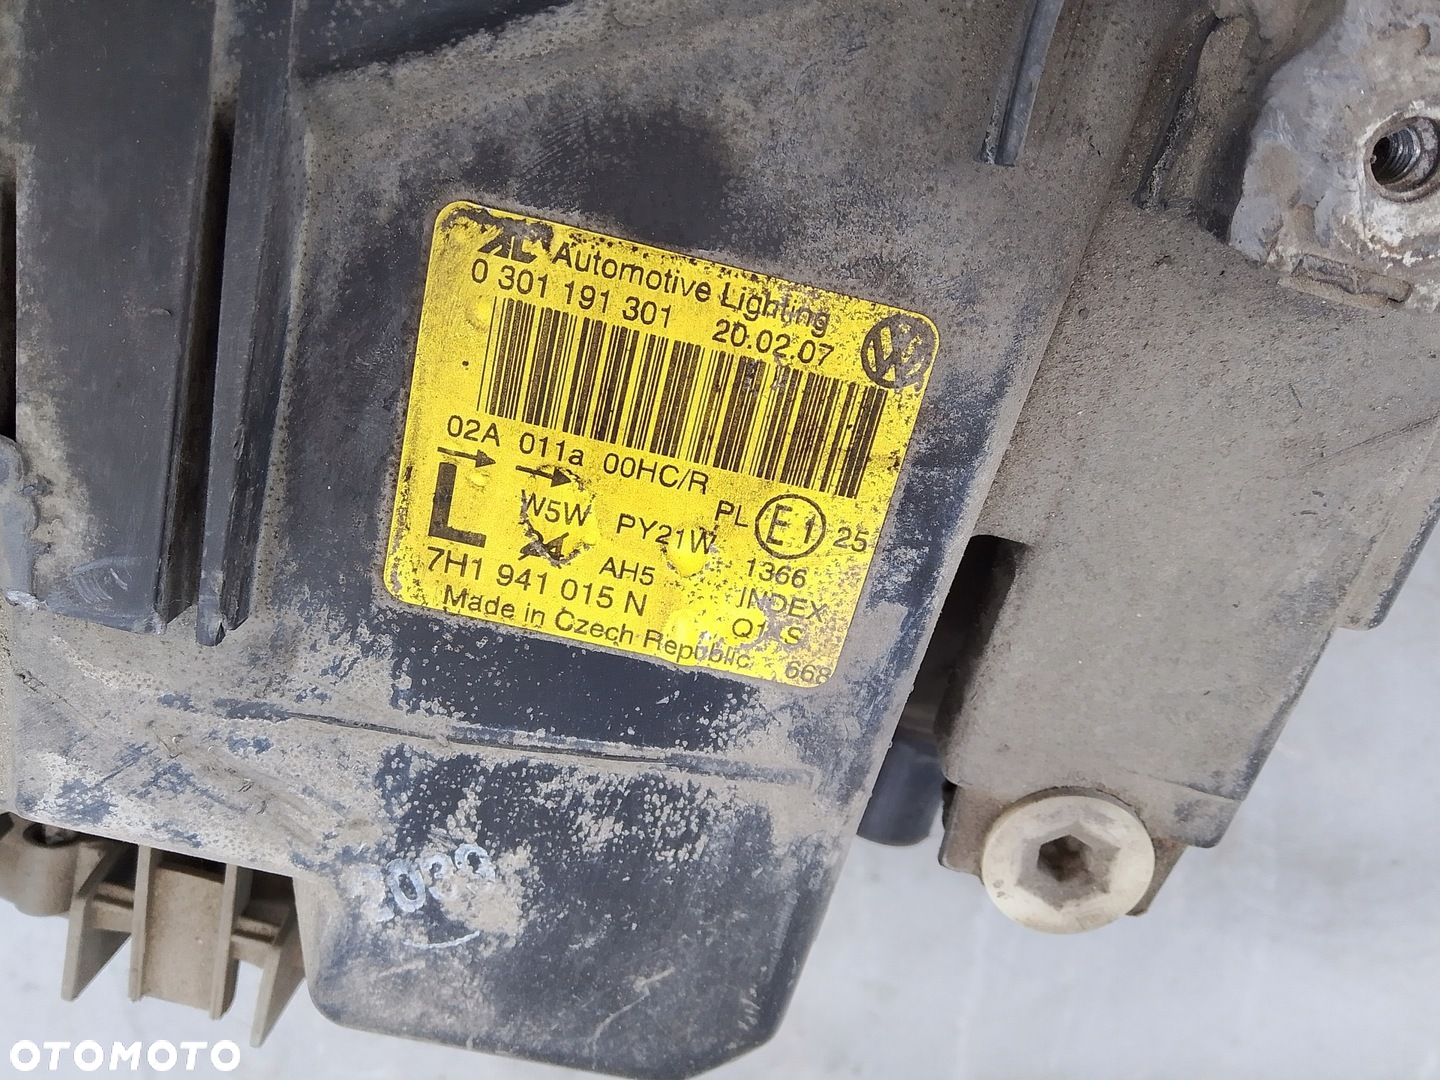 Automotive Lighting
0 301 191 301 20.02.07
02A 011a 00HC/R PL E1 25
L W5W PY21W 1366
AH5 INDEX
7H1 941 015 N
Made in Czech Republic 668
2039
OTOMOTO